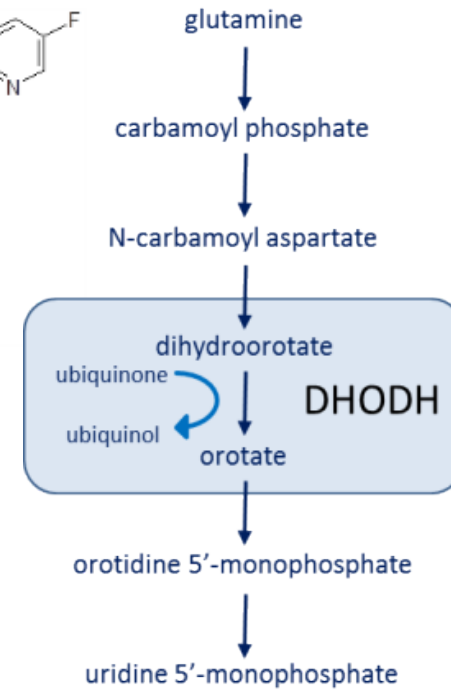 F
N
glutamine
carbamoyl phosphate
N-carbamoyl aspartate
dihydroorotate
ubiquinone
DHODH
ubiquinol
orotate
orotidine 5’-monophosphate
uridine 5’-monophosphate